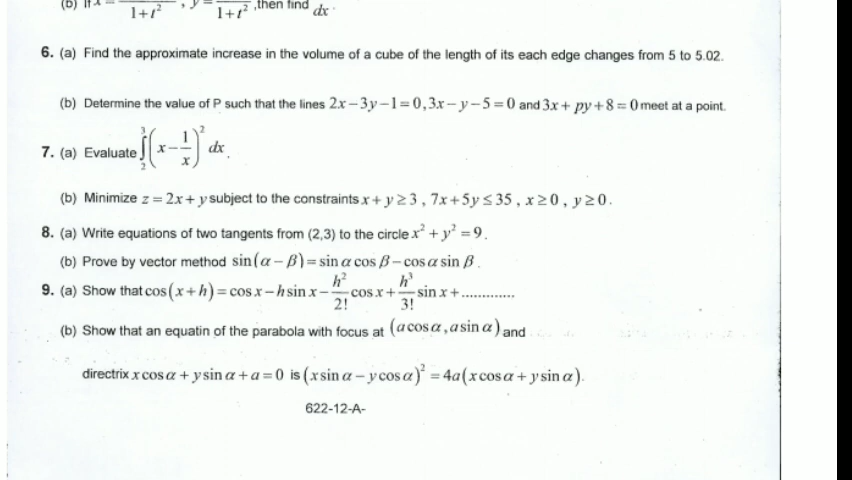 (b) If x = 1+t² , y = 1+t² ,then find dx .
6. (a) Find the approximate increase in the volume of a cube of the length of its each edge changes from 5 to 5.02.
(b) Determine the value of P such that the lines 2x−3y−1=0,3x−y−5=0 and 3x+ py+8=0 meet at a point.
7. (a) Evaluate ∫₂³ (x − 1/x)² dx .
(b) Minimize z = 2x+ y subject to the constraints x+ y ≥ 3 , 7x+5y ≤ 35 , x ≥ 0 , y ≥ 0 .
8. (a) Write equations of two tangents from (2,3) to the circle x² + y² = 9 .
(b) Prove by vector method sin(α − β)= sin α cos β − cos α sin β .
9. (a) Show that cos(x+h)= cos x − h sin x − h²/2! cos x + h³/3! sin x + .............
(b) Show that an equatin of the parabola with focus at (a cos α , a sin α) and
directrix x cos α + y sin α + a = 0 is (x sin α − y cos α)² = 4a(x cos α + y sin α).
622-12-A-